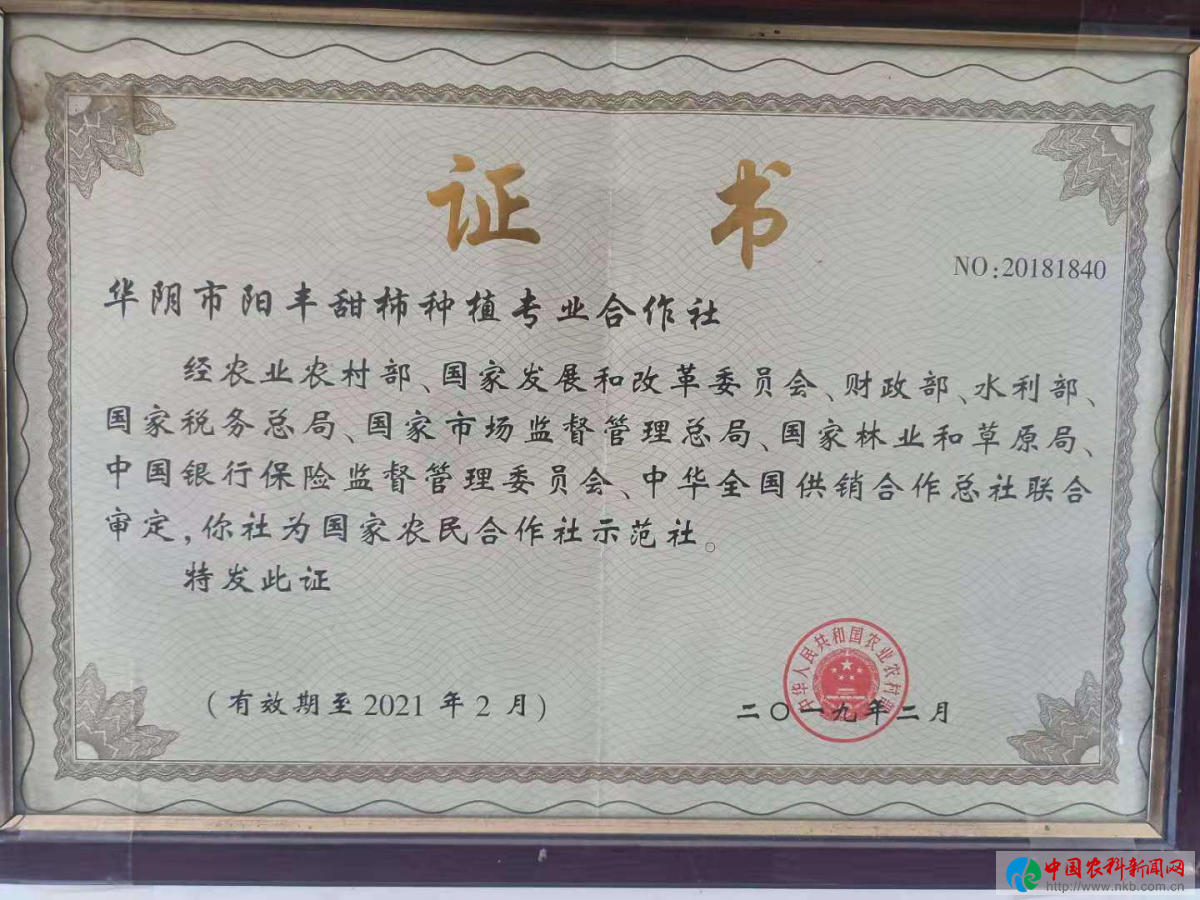 证 书
NO:20181840
华阴市阳丰甜柿种植专业合作社
经农业农村部、国家发展和改革委员会、财政部、水利部、
国家税务总局、国家市场监督管理总局、国家林业和草原局、
中国银行保险监督管理委员会、中华全国供销合作总社联合
审定,你社为国家农民合作社示范社。
特发此证
中华人民共和国农业农村部
(有效期至2021年2月)
二〇一九年二月
中国农科新闻网
http://www.nkb.com.cn